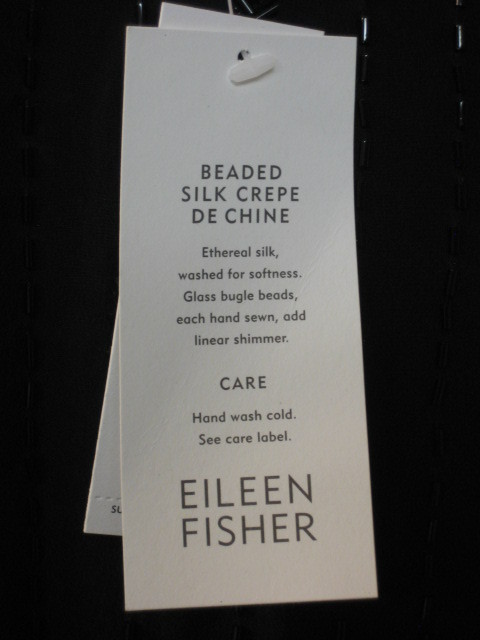 BEADED
SILK CREPE
DE CHINE
Ethereal silk,
washed for softness.
Glass bugle beads,
each hand sewn, add
linear shimmer.
CARE
Hand wash cold.
See care label.
EILEEN
FISHER